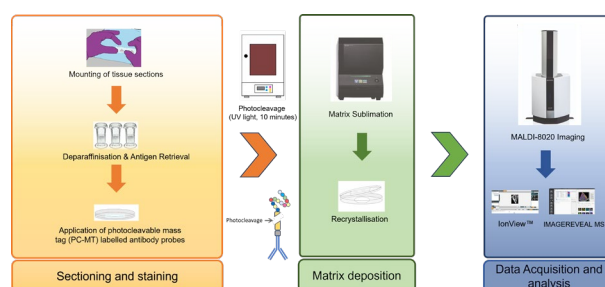 Mounting of tissue sections
Deparaffinisation & Antigen Retrieval
Application of photocleavable mass
tag (PC-MT) labelled antibody probes
Sectioning and staining
Photocleavage
(UV light, 10 minutes)
Photocleavage
Matrix Sublimation
Recrystallisation
Matrix deposition
MALDI-8020 Imaging
IonView™
IMAGEREVEAL MS
Data Acquisition and
analysis